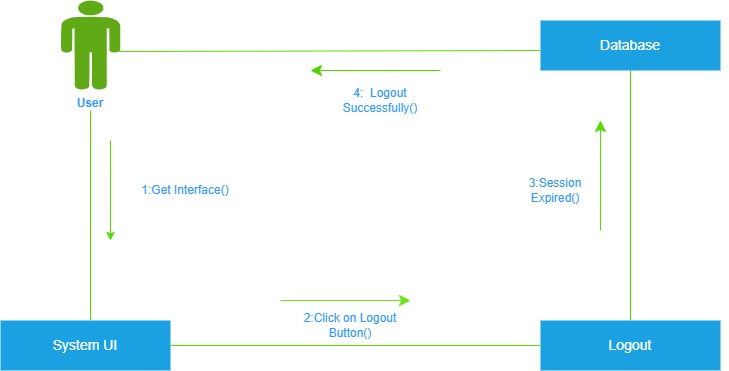 Database
User
4:  Logout
Successfully()
1:Get Interface()
3:Session
Expired()
2:Click on Logout
Button()
System UI
Logout